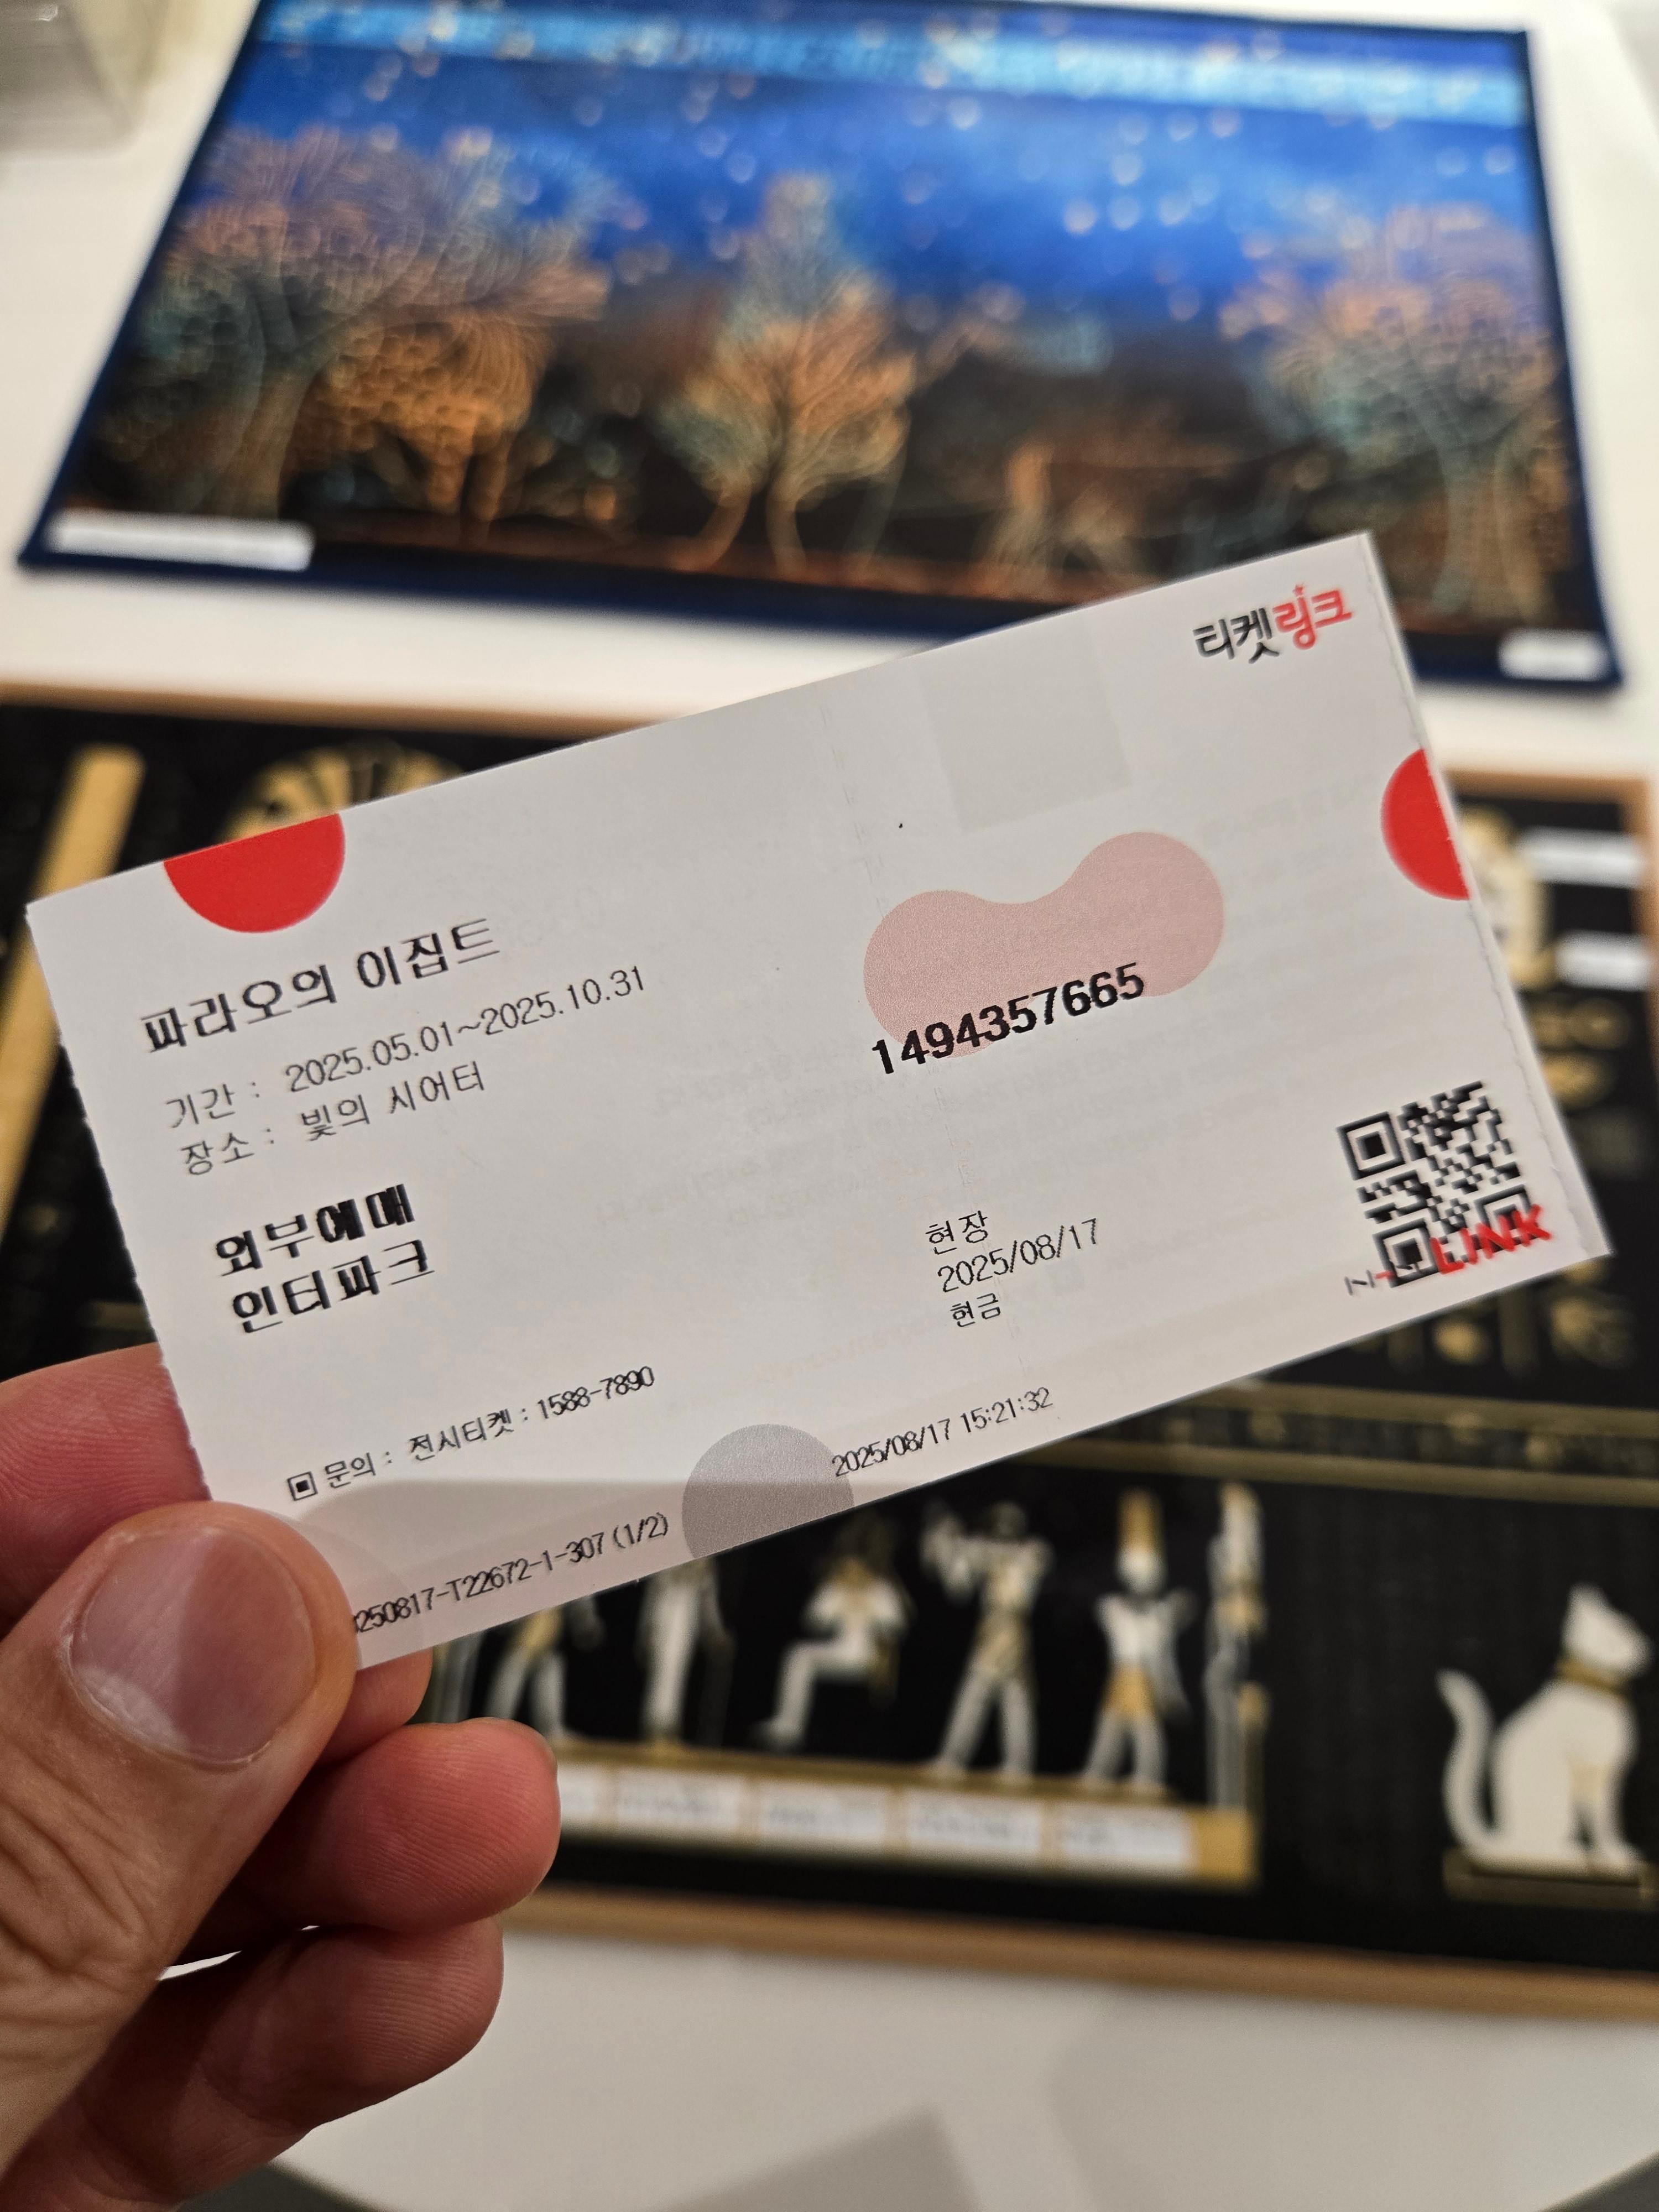 티켓링크
파라오의 이집트
기간 : 2025.05.01~2025.10.31
장소 : 빛의 시어터
1494357665
외부예매
인터파크
현장
2025/08/17
현금
LINK
문의 : 전시티켓 : 1588-7890
2025/08/17 15:21:32
250817-T22672-1-307 (1/2)